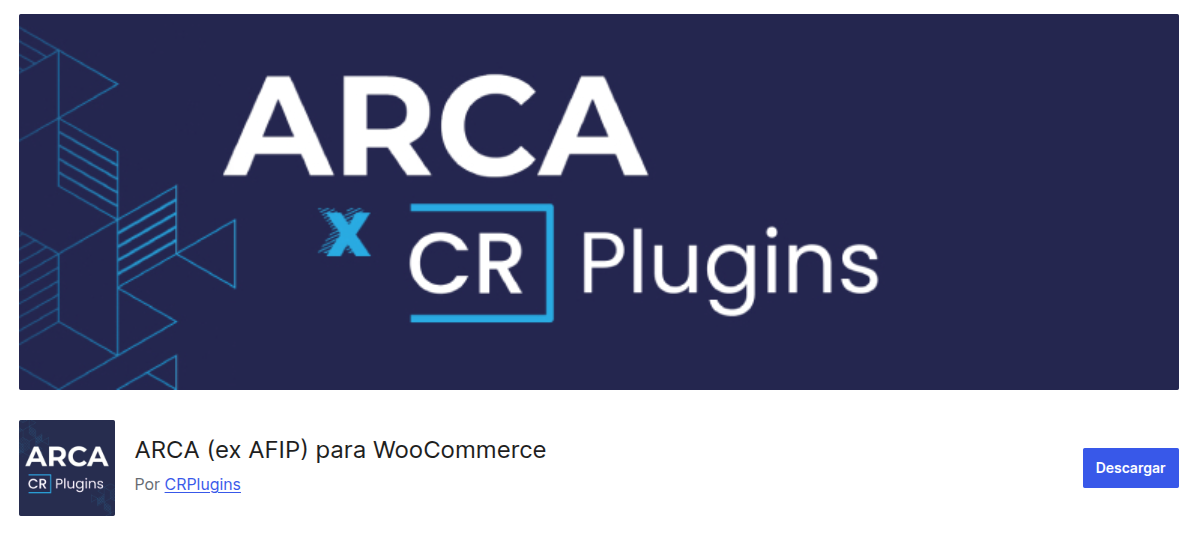 ARCA
X CR Plugins
ARCA
CR Plugins
ARCA (ex AFIP) para WooCommerce
Por CRPlugins
Descargar